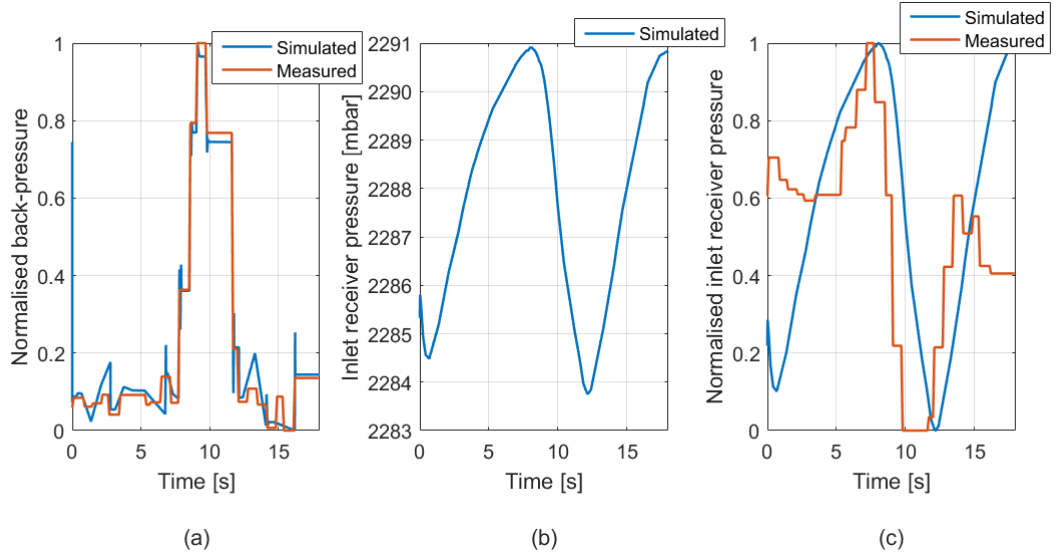 Simulated
Measured
Normalised back-pressure
1
0.8
0.6
0.4
0.2
0
0 5 10 15
Time [s]
(a)
Simulated
Inlet receiver pressure [mbar]
2291
2290
2289
2288
2287
2286
2285
2284
2283
0 5 10 15
Time [s]
(b)
Simulated
Measured
Normalised inlet receiver pressure
1
0.8
0.6
0.4
0.2
0
0 5 10 15
Time [s]
(c)